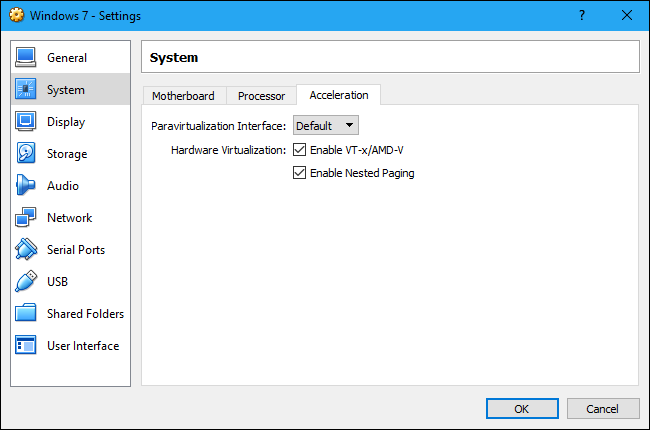 Windows 7 - Settings
?
General
System
Display
Storage
Audio
Network
Serial Ports
USB
Shared Folders
User Interface
System
Motherboard Processor Acceleration
Paravirtualization Interface: Default
Hardware Virtualization: Enable VT-x/AMD-V
Enable Nested Paging
OK Cancel